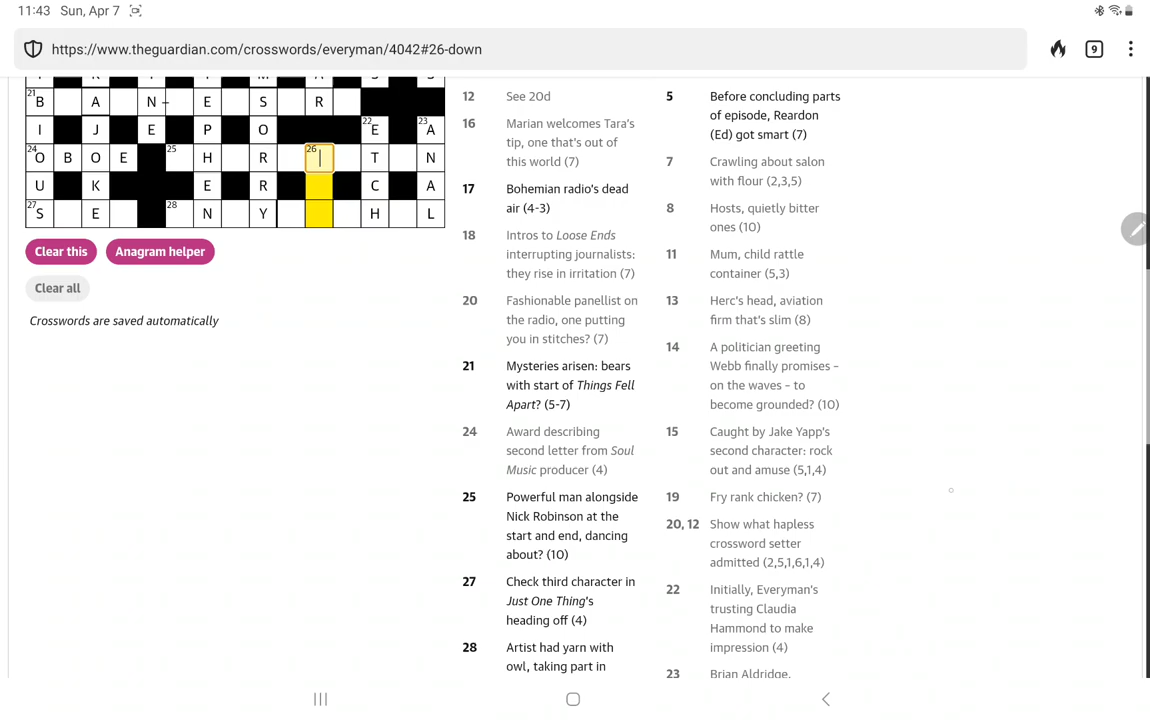 11:43 Sun, Apr 7
https://www.theguardian.com/crosswords/everyman/4042#26-down
9
21 B A N - E S R
I J E P O 22 E 23 A
24 O B O E 25 H R 26 T N
U K E R C A
27 S E 28 N Y H L
Clear this
Anagram helper
Clear all
Crosswords are saved automatically
12 See 20d
16 Marian welcomes Tara's
tip, one that's out of
this world (7)
17 Bohemian radio's dead
air (4-3)
18 Intros to Loose Ends
interrupting journalists:
they rise in irritation (7)
20 Fashionable panellist on
the radio, one putting
you in stitches? (7)
21 Mysteries arisen: bears
with start of Things Fell
Apart? (5-7)
24 Award describing
second letter from Soul
Music producer (4)
25 Powerful man alongside
Nick Robinson at the
start and end, dancing
about? (10)
27 Check third character in
Just One Thing's
heading off (4)
28 Artist had yarn with
owl, taking part in
5 Before concluding parts
of episode, Reardon
(Ed) got smart (7)
7 Crawling about salon
with flour (2,3,5)
8 Hosts, quietly bitter
ones (10)
11 Mum, child rattle
container (5,3)
13 Herc's head, aviation
firm that's slim (8)
14 A politician greeting
Webb finally promises –
on the waves – to
become grounded? (10)
15 Caught by Jake Yapp's
second character: rock
out and amuse (5,1,4)
19 Fry rank chicken? (7)
20, 12 Show what hapless
crossword setter
admitted (2,5,1,6,1,4)
22 Initially, Everyman's
trusting Claudia
Hammond to make
impression (4)
23 Brian Aldridge,